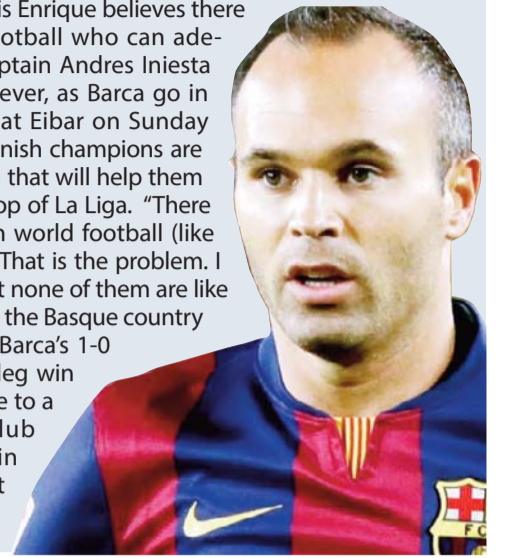 is Enrique believes there
otball who can ade-
ptain Andres Iniesta
ever, as Barca go in
at Eibar on Sunday
nish champions are
that will help them
op of La Liga. “There
n world football (like
That is the problem. I
t none of them are like
the Basque country
Barca’s 1-0
leg win
e to a
lub
in
t
F C